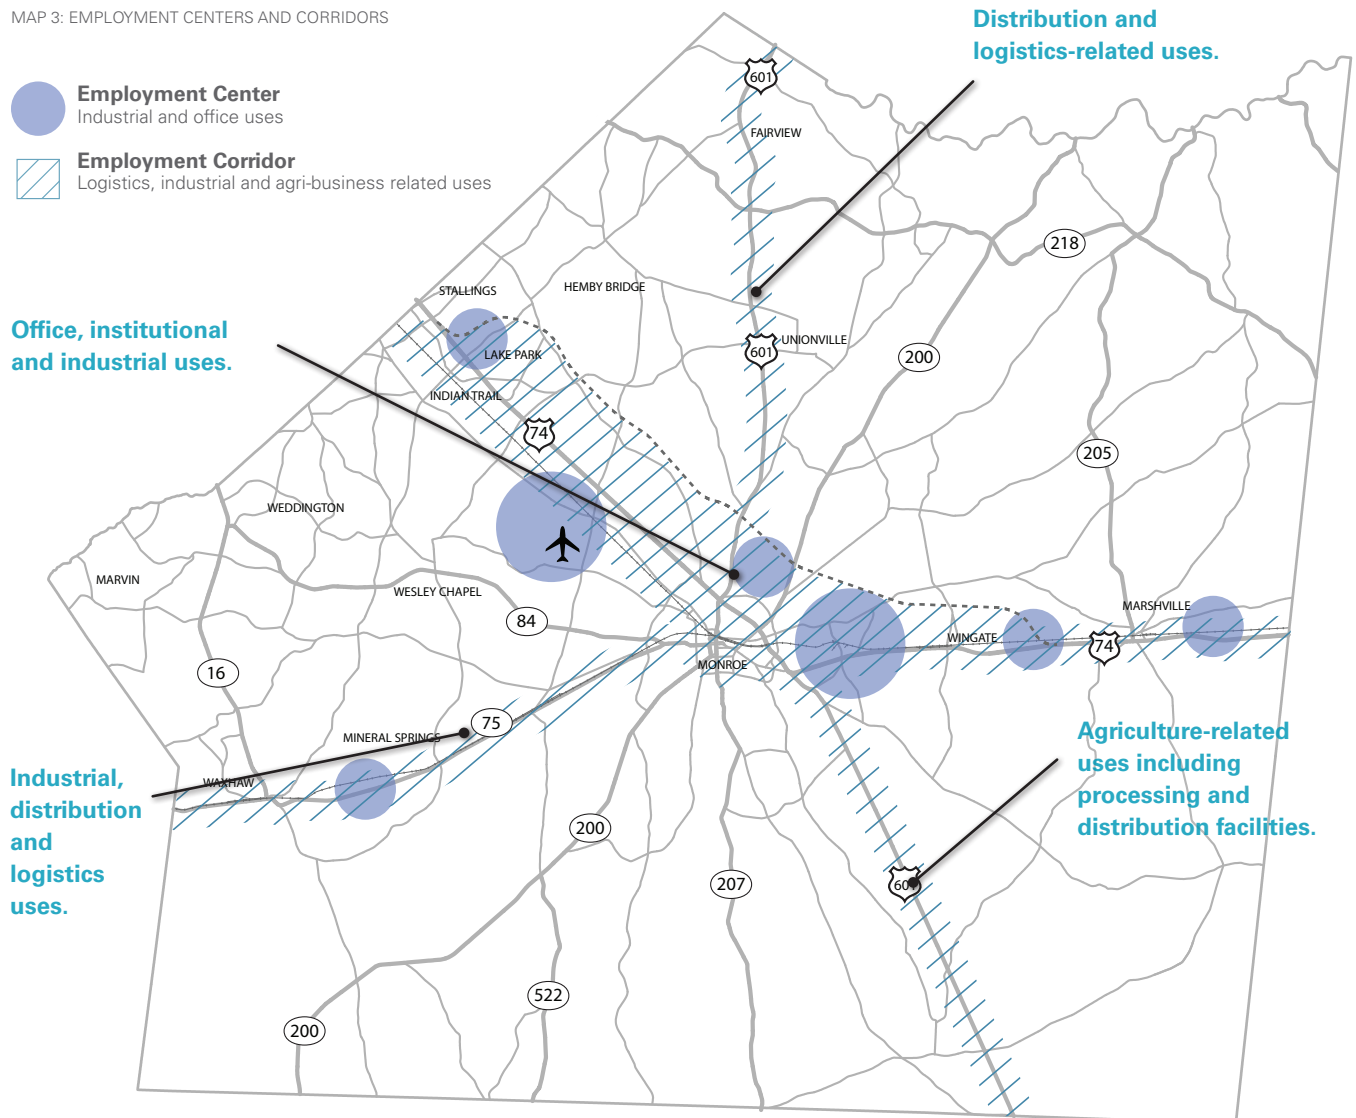 MAP 3: EMPLOYMENT CENTERS AND CORRIDORS
Distribution and
logistics-related uses.
Employment Center
Industrial and office uses
Employment Corridor
Logistics, industrial and agri-business related uses
601
FAIRVIEW
218
STALLINGS
HEMBY BRIDGE
Office, institutional
and industrial uses.
LAKE PARK
601
UNIONVILLE
200
INDIAN TRAIL
74
205
WEDDINGTON
MARVIN
WESLEY CHAPEL
84
MARSHVILLE
WINGATE
74
MONROE
16
75
MINERAL SPRINGS
WAXHAW
Industrial,
distribution
and
logistics
uses.
Agriculture-related
uses including
processing and
distribution facilities.
200
207
601
522
200